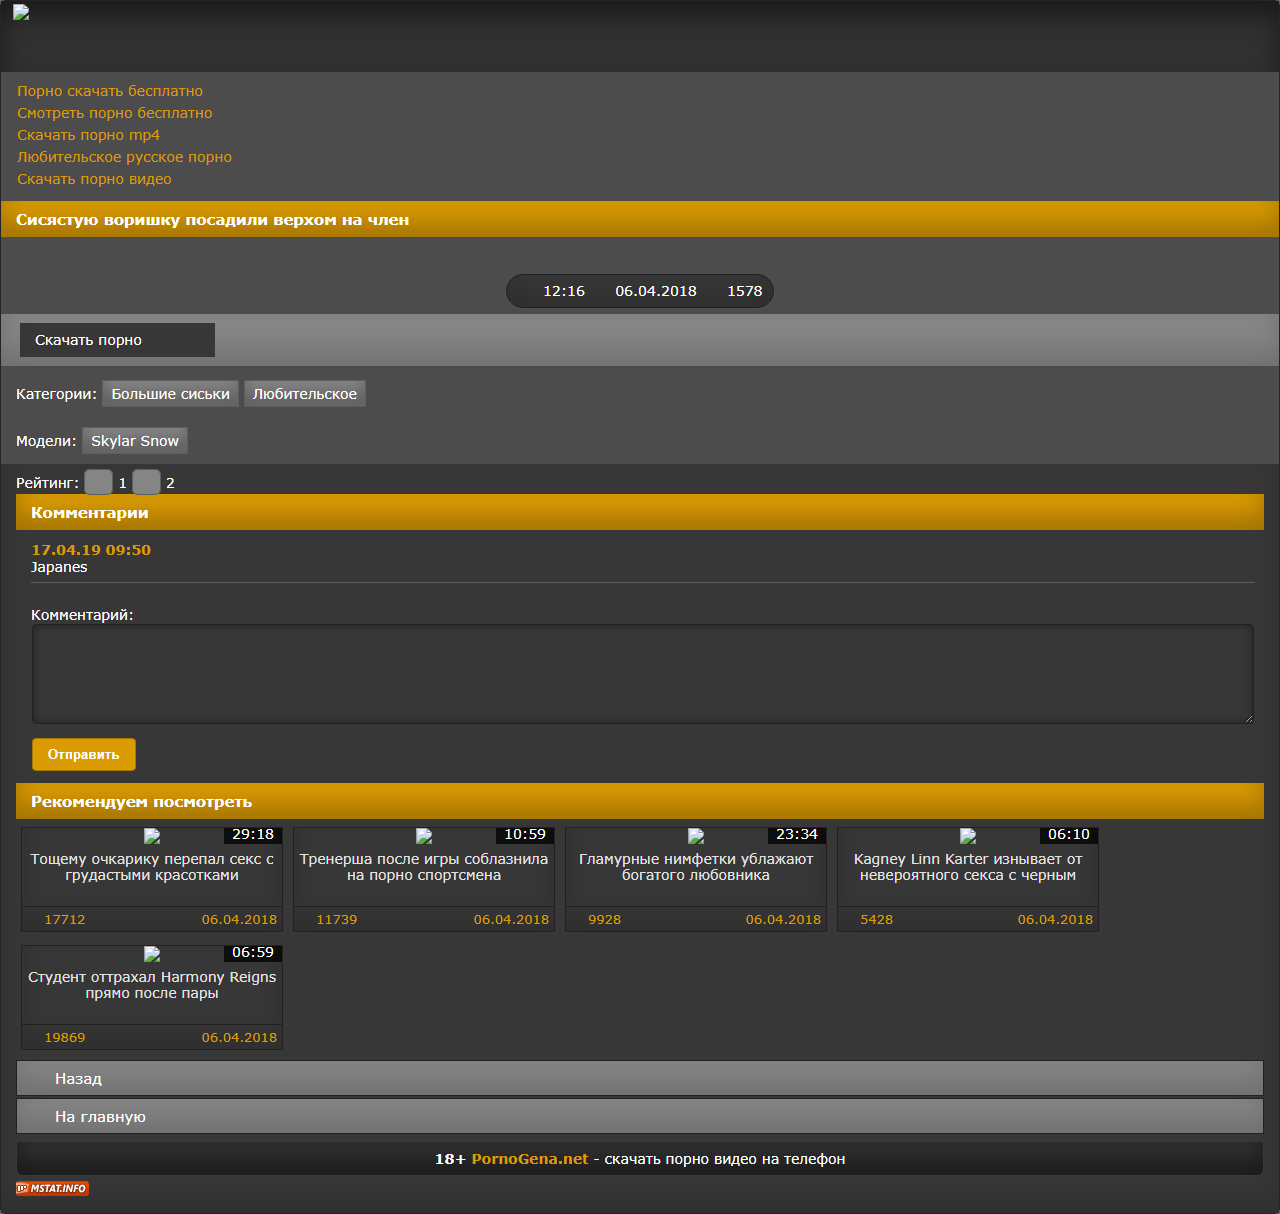 Порно скачать бесплатно
Смотреть порно бесплатно
Скачать порно mp4
Любительское русское порно
Скачать порно видео
Сисястую воришку посадили верхом на член
12:16 06.04.2018 1578
Скачать порно
Категории: Большие сиськи Любительское
Модели: Skylar Snow
Рейтинг: 1 2
Комментарии
17.04.19 09:50
Japanes
Комментарий:
Отправить
Рекомендуем посмотреть
29:18
Тощему очкарику перепал секс с
грудастыми красотками
17712 06.04.2018
10:59
Тренерша после игры соблазнила
на порно спортсмена
11739 06.04.2018
23:34
Гламурные нимфетки ублажают
богатого любовника
9928 06.04.2018
06:10
Kagney Linn Karter изнывает от
невероятного секса с черным
5428 06.04.2018
06:59
Студент оттрахал Harmony Reigns
прямо после пары
19869 06.04.2018
Назад
На главную
18+ PornoGena.net - скачать порно видео на телефон
MSTAT.INFO